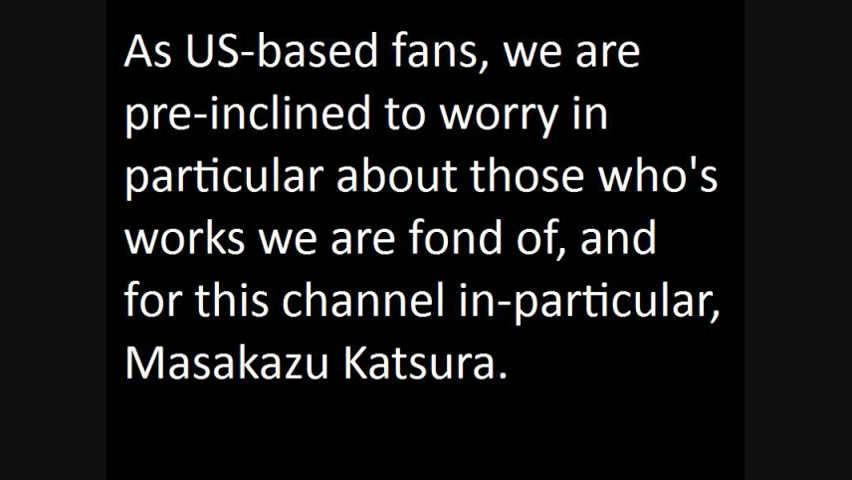 As US-based fans, we are
pre-inclined to worry in
particular about those who's
works we are fond of, and
for this channel in-particular,
Masakazu Katsura.